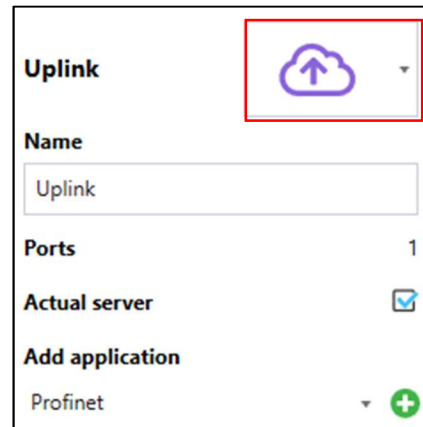 Uplink
Name
Uplink
Ports 1
Actual server
Add application
Profinet